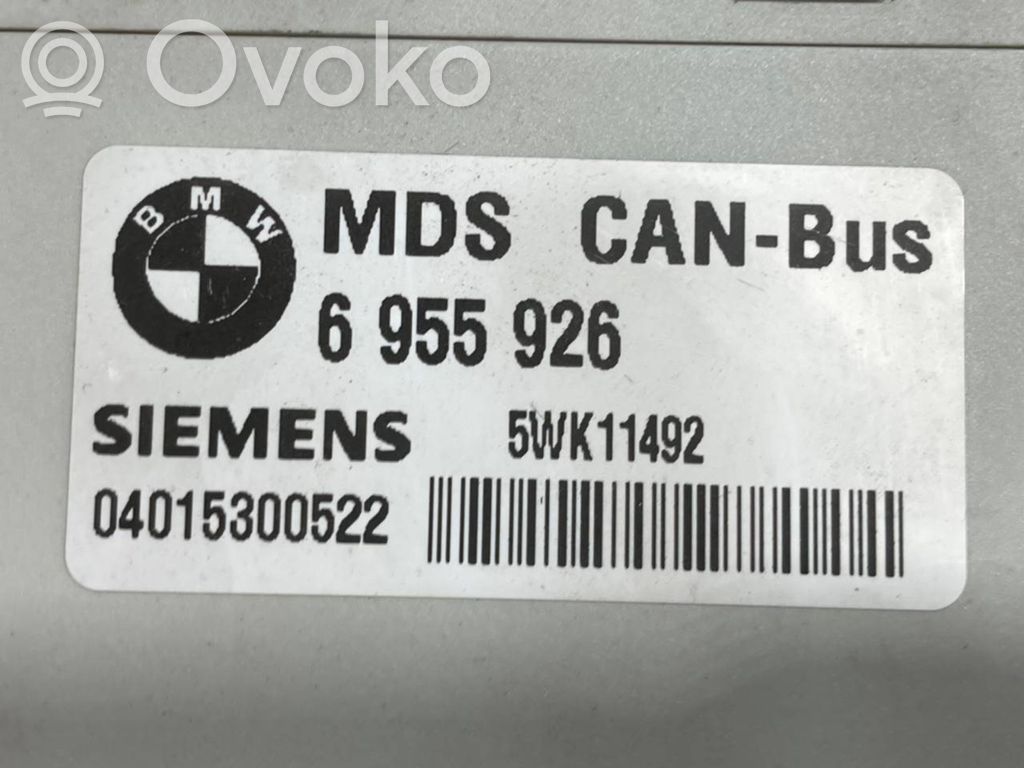 Ovoko
BMW
MDS CAN-Bus
6 955 926
SIEMENS 5WK11492
04015300522